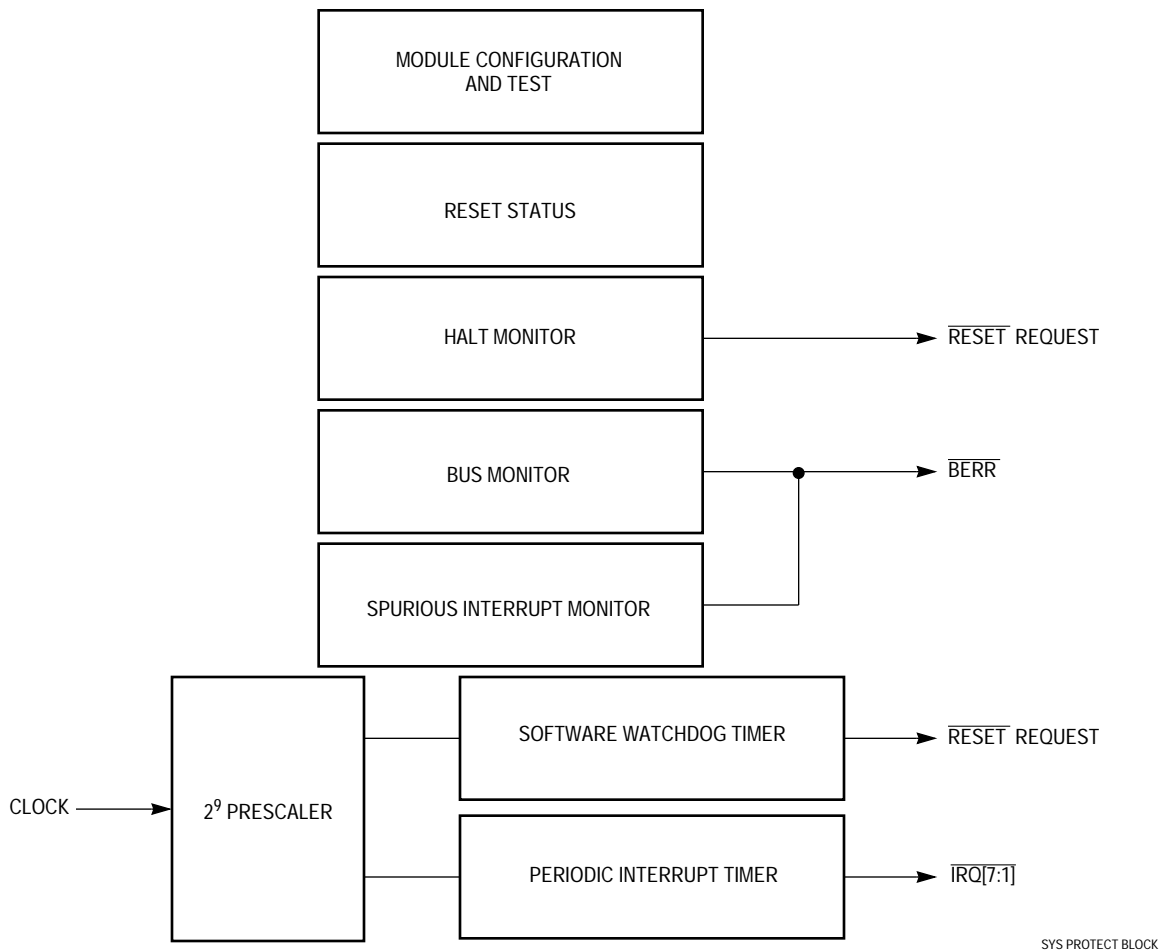 MODULE CONFIGURATION
AND TEST
RESET STATUS
HALT MONITOR
RESET REQUEST
BUS MONITOR
BERR
SPURIOUS INTERRUPT MONITOR
SOFTWARE WATCHDOG TIMER
RESET REQUEST
CLOCK
2⁹ PRESCALER
PERIODIC INTERRUPT TIMER
IRQ[7:1]
SYS PROTECT BLOCK